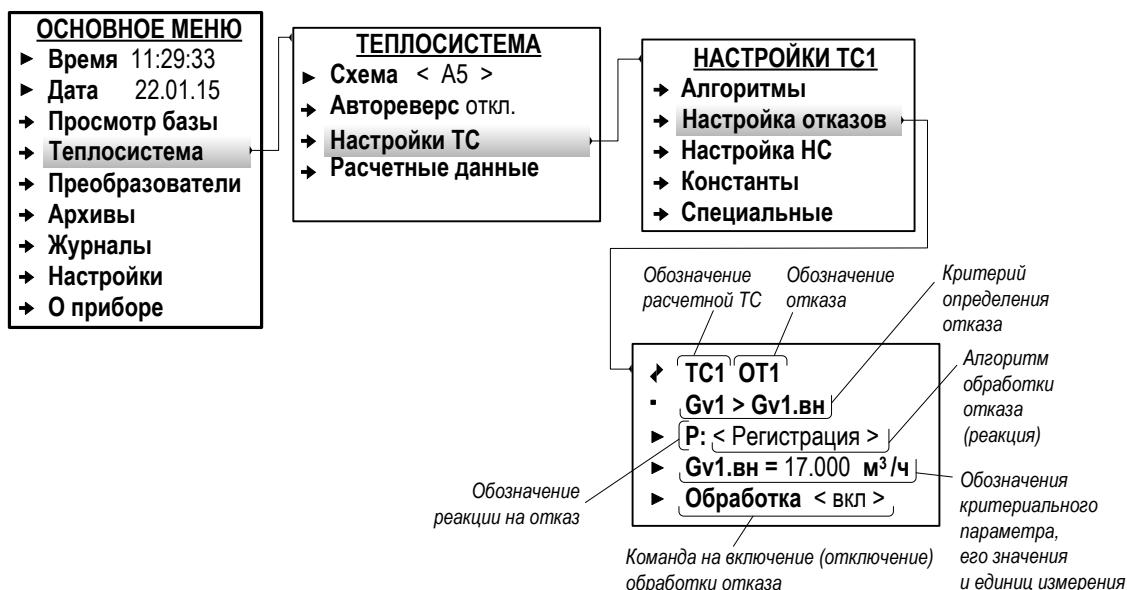 ОСНОВНОЕ МЕНЮ
Время 11:29:33
Дата 22.01.15
Просмотр базы
Теплосистема
Преобразователи
Архивы
Журналы
Настройки
О приборе
ТЕПЛОСИСТЕМА
Схема < А5 >
Автореверс откл.
Настройки ТС
Расчетные данные
НАСТРОЙКИ ТС1
Алгоритмы
Настройка отказов
Настройка НС
Константы
Специальные
Обозначение
расчетной ТС
Обозначение
отказа
Критерий
определения
отказа
ТС1 ОТ1
Gv1 > Gv1.вн
Р: < Регистрация >
Gv1.вн = 17.000 м³/ч
Обработка < вкл >
Алгоритм
обработки
отказа
(реакция)
Обозначение
реакции на отказ
Обозначения
критериального
параметра,
его значения
и единиц измерения
Команда на включение (отключение)
обработки отказа